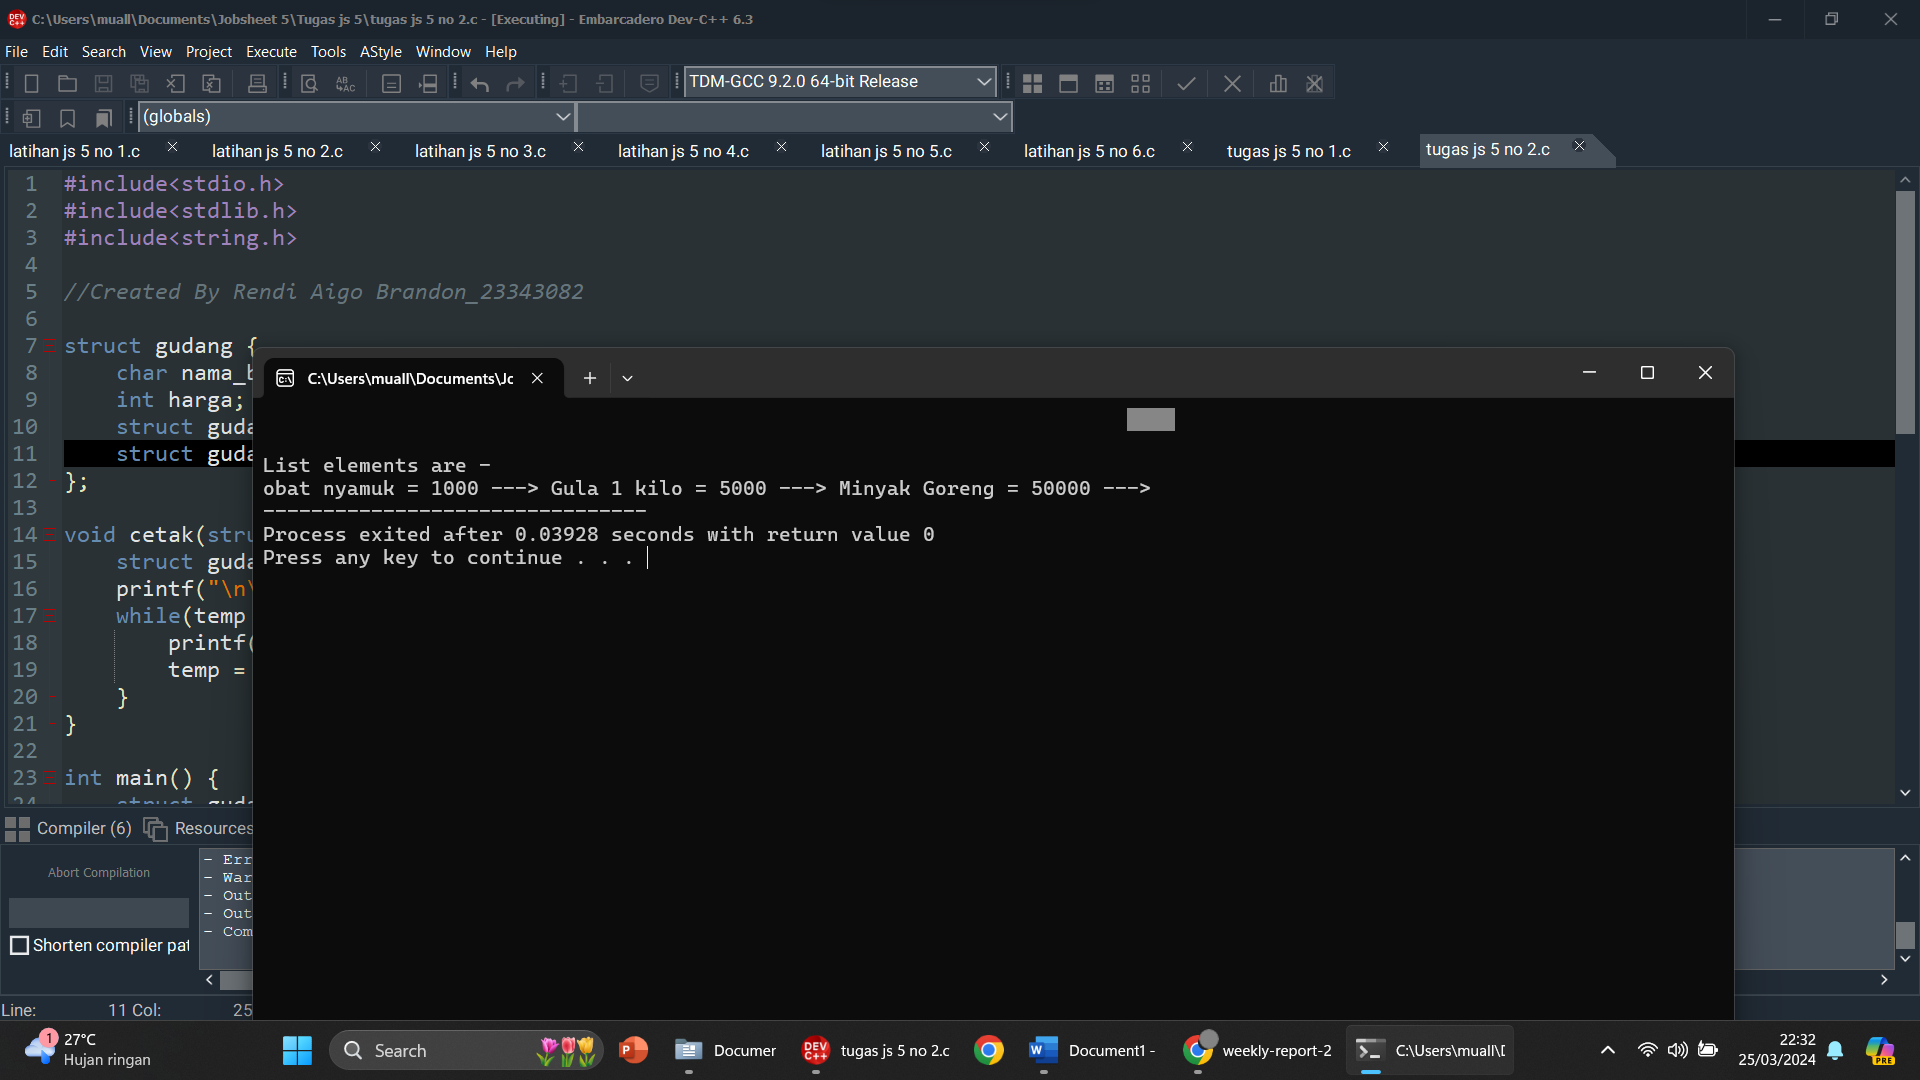 C:\Users\muall\Documents\Jobsheet 5\Tugas js 5\tugas js 5 no 2.c - [Executing] - Embarcadero Dev-C++ 6.3
File Edit Search View Project Execute Tools AStyle Window Help
TDM-GCC 9.2.0 64-bit Release
(globals)
latihan js 5 no 1.c latihan js 5 no 2.c latihan js 5 no 3.c latihan js 5 no 4.c latihan js 5 no 5.c latihan js 5 no 6.c tugas js 5 no 1.c tugas js 5 no 2.c
1 #include<stdio.h>
2 #include<stdlib.h>
3 #include<string.h>
4
5 //Created By Rendi Aigo Brandon_23343082
6
7 struct gudang {
8 char nama_
9 int harga;
10 struct guda
11 struct guda
12 };
13
14 void cetak(stru
15 struct guda
16 printf("\n\
17 while(temp
18 printf(
19 temp =
20 }
21 }
22
23 int main() {
24 struct guda
C:\Users\muall\Documents\Jc
List elements are -
obat nyamuk = 1000 ---> Gula 1 kilo = 5000 ---> Minyak Goreng = 50000 --->
--------------------------------
Process exited after 0.03928 seconds with return value 0
Press any key to continue . . .
Compiler (6) Resources
Abort Compilation
Shorten compiler pat
- Err
- War
- Out
- Out
- Com
Line: 11 Col: 25
1
27°C
Hujan ringan
Search
Documer
DEV C++
tugas js 5 no 2.c
Document1 -
weekly-report-2
C:\Users\muall\D
22:32
25/03/2024
PRE